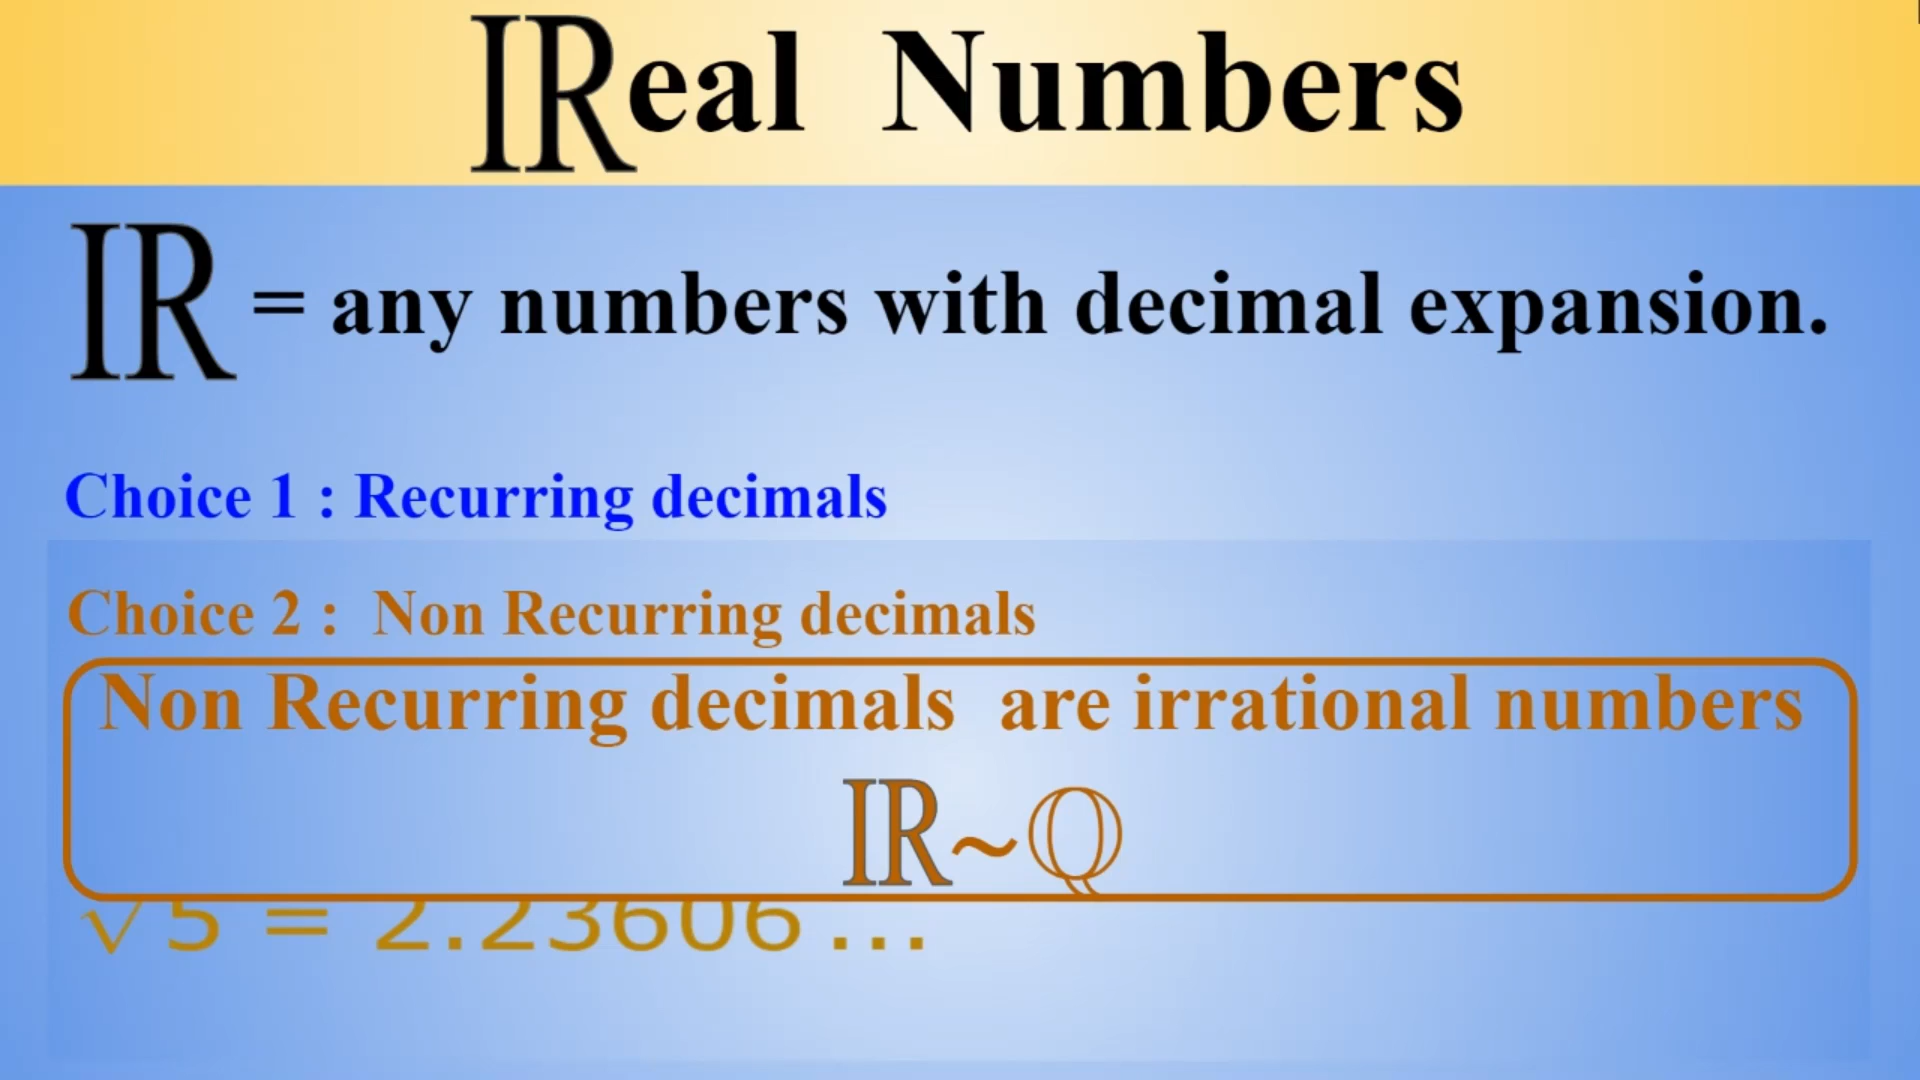 IReal Numbers
IR = any numbers with decimal expansion.
Choice 1 : Recurring decimals
Choice 2 : Non Recurring decimals
Non Recurring decimals are irrational numbers
IR~ℚ
√5 = 2.23606...